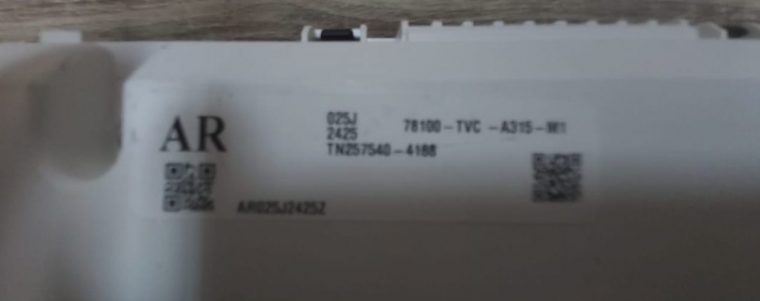 AR
025J
2425
78100-TVC -A315-M1
TN257540-4188
AR025J2425Z